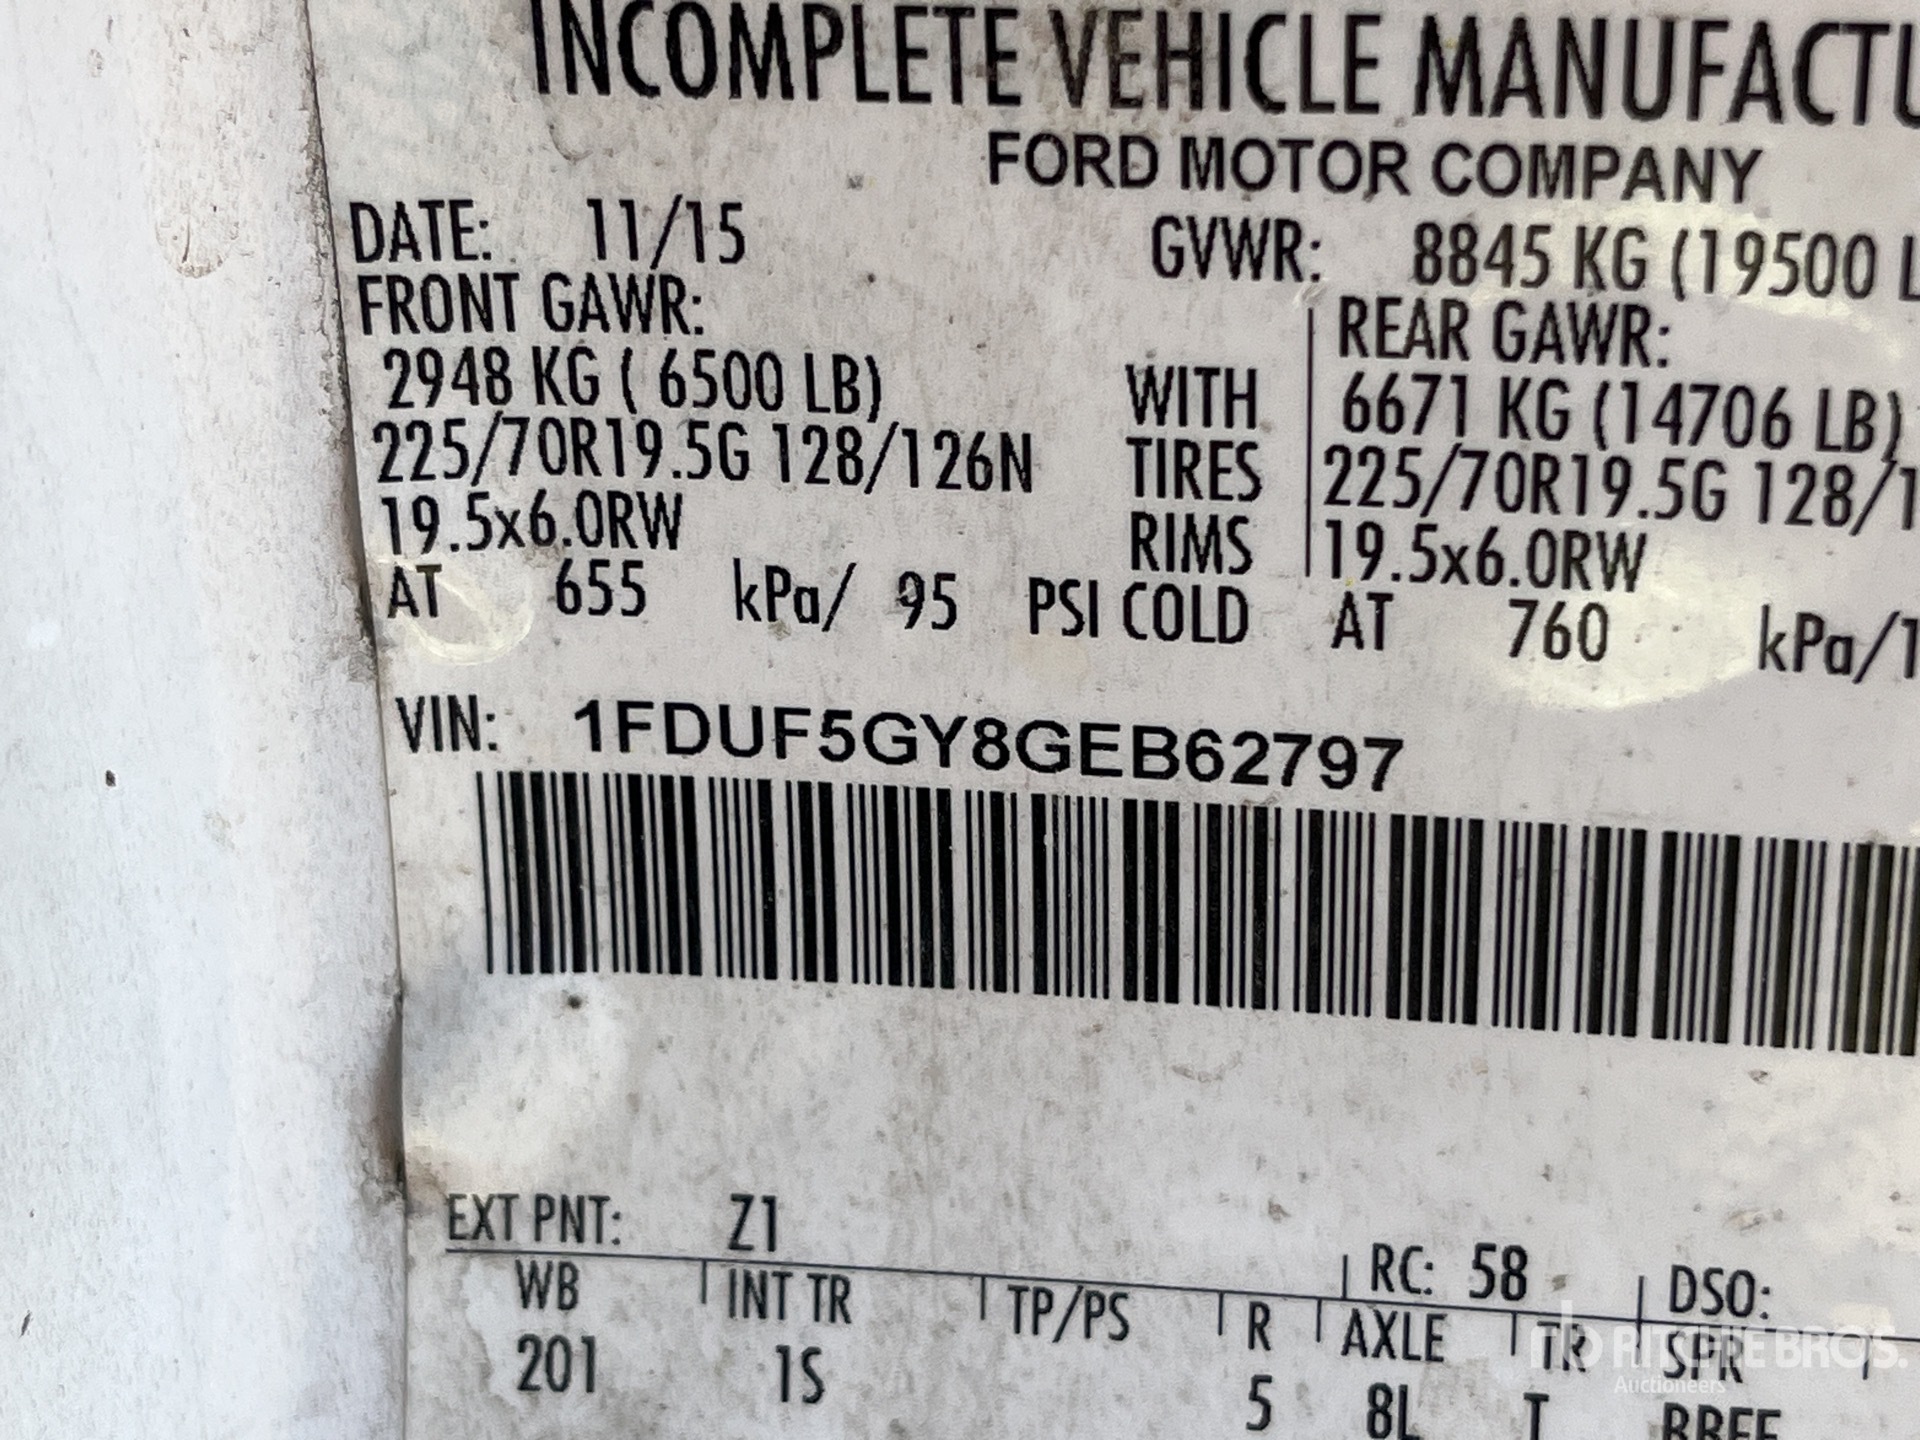 INCOMPLETE VEHICLE MANUFACTU
FORD MOTOR COMPANY
DATE: 11/15 GVWR: 8845 KG (19500 L
FRONT GAWR: REAR GAWR:
2948 KG ( 6500 LB) WITH 6671 KG (14706 LB)
225/70R19.5G 128/126N TIRES 225/70R19.5G 128/1
19.5x6.0RW RIMS 19.5x6.0RW
AT 655 kPa/ 95 PSI COLD AT 760 kPa/1
VIN: 1FDUF5GY8GEB62797
EXT PNT: Z1 RC: 58 DSO:
WB INT TR TP/PS R AXLE TR SPR
201 1S 5 8L T BBFF
rb RITCHIE BROS.
Auctioneers